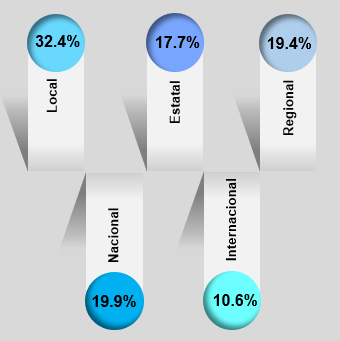 32.4%
Local
17.7%
Estatal
19.4%
Regional
Nacional
19.9%
Internacional
10.6%